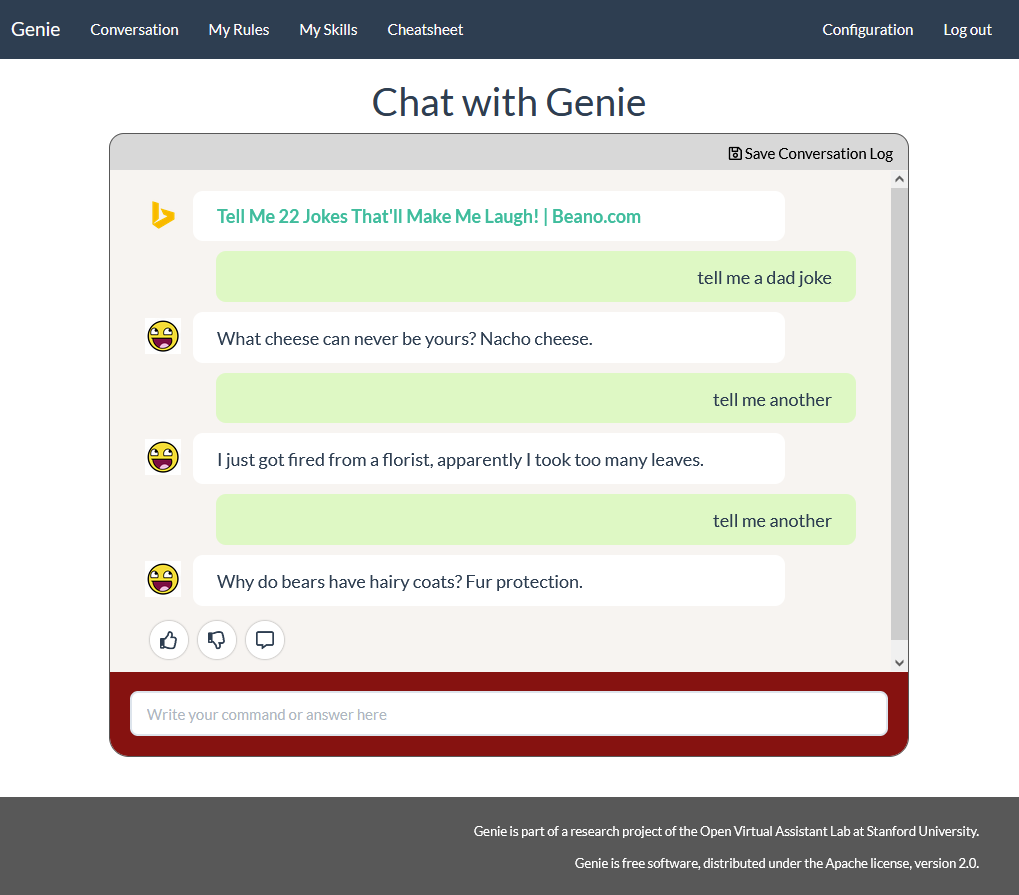 Genie Conversation My Rules My Skills Cheatsheet Configuration Log out
Chat with Genie
Save Conversation Log
Tell Me 22 Jokes That'll Make Me Laugh! | Beano.com
tell me a dad joke
What cheese can never be yours? Nacho cheese.
tell me another
I just got fired from a florist, apparently I took too many leaves.
tell me another
Why do bears have hairy coats? Fur protection.
Write your command or answer here
Genie is part of a research project of the Open Virtual Assistant Lab at Stanford University.
Genie is free software, distributed under the Apache license, version 2.0.